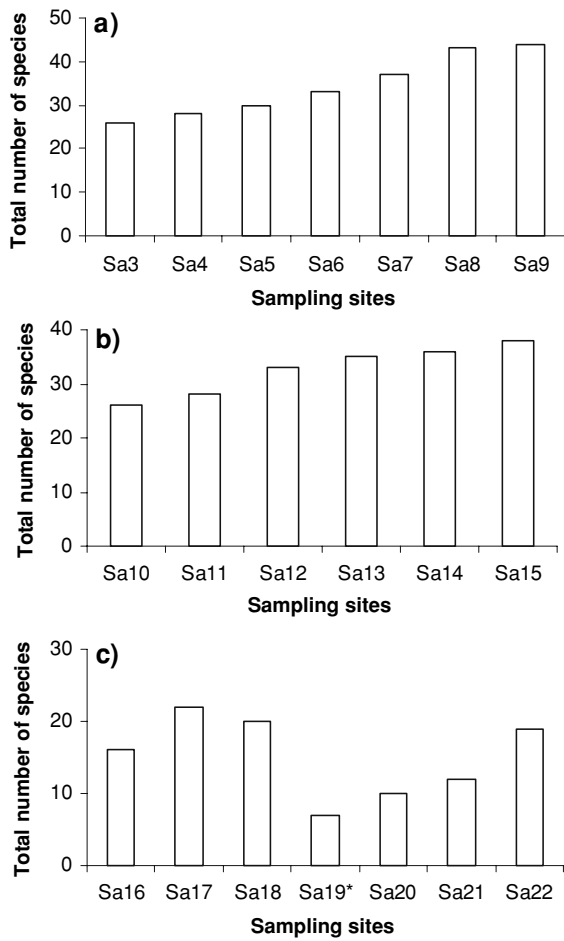 a)
Total number of species
50
40
30
20
10
0
Sa3 Sa4 Sa5 Sa6 Sa7 Sa8 Sa9
Sampling sites
b)
Total number of species
40
30
20
10
0
Sa10 Sa11 Sa12 Sa13 Sa14 Sa15
Sampling sites
c)
Total number of species
30
20
10
0
Sa16 Sa17 Sa18 Sa19* Sa20 Sa21 Sa22
Sampling sites